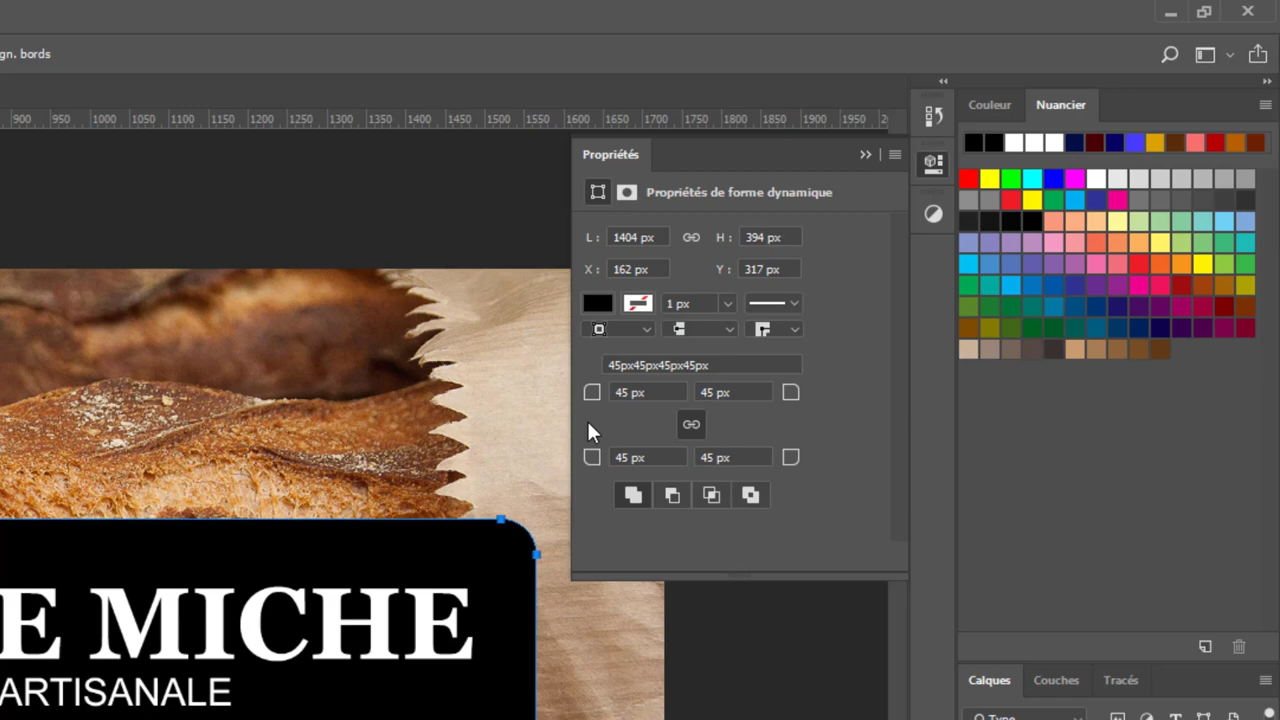 gn. bords
Couleur Nuancier
900 950 1000 1050 1100 1150 1200 1250 1300 1350 1400 1450 1500 1550 1600 1650 1700 1750 1800 1850 1900 1950
Propriétés
Propriétés de forme dynamique
L : 1404 px H : 394 px
X : 162 px Y : 317 px
1 px
45px45px45px45px
45 px 45 px
45 px 45 px
E MICHE
ARTISANALE
Calques Couches Tracés
Type